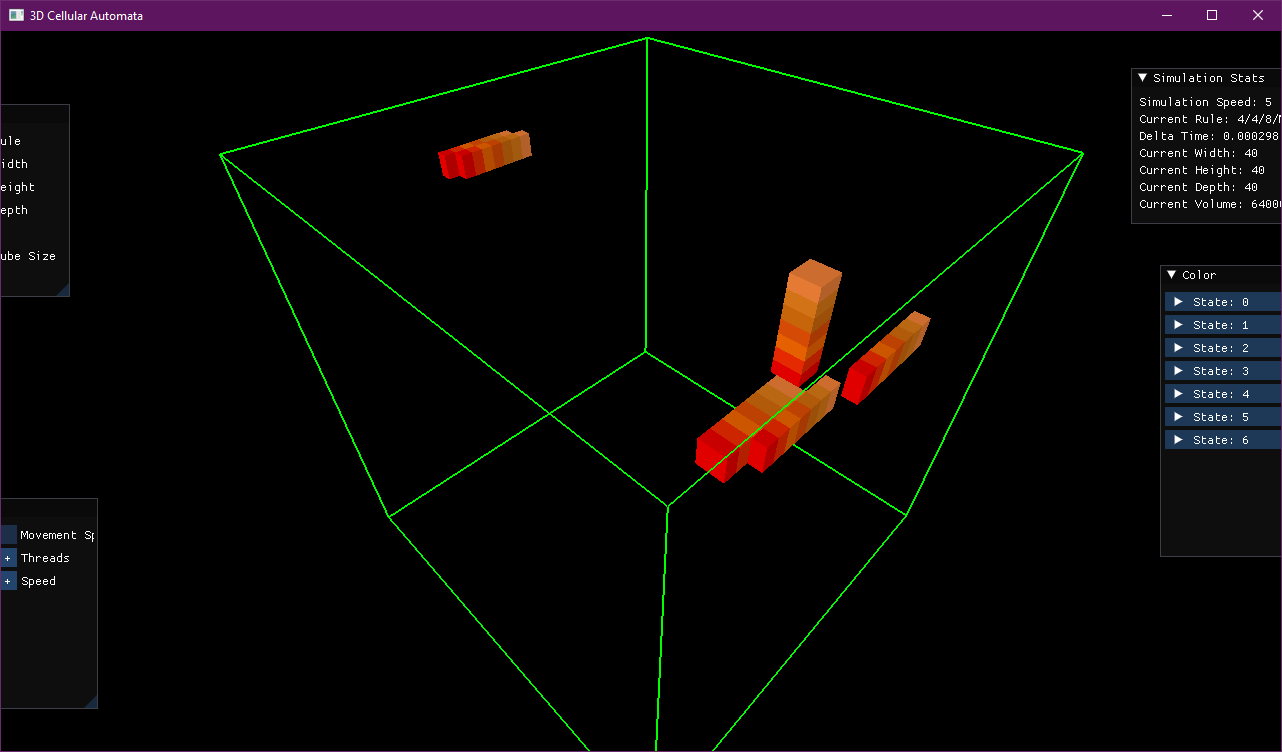 3D Cellular Automata
ule
idth
eight
epth
ube Size
Movement Sp
+ Threads
+ Speed
Simulation Stats
Simulation Speed: 5
Current Rule: 4/4/8/
Delta Time: 0.000298
Current Width: 40
Current Height: 40
Current Depth: 40
Current Volume: 6400
Color
State: 0
State: 1
State: 2
State: 3
State: 4
State: 5
State: 6